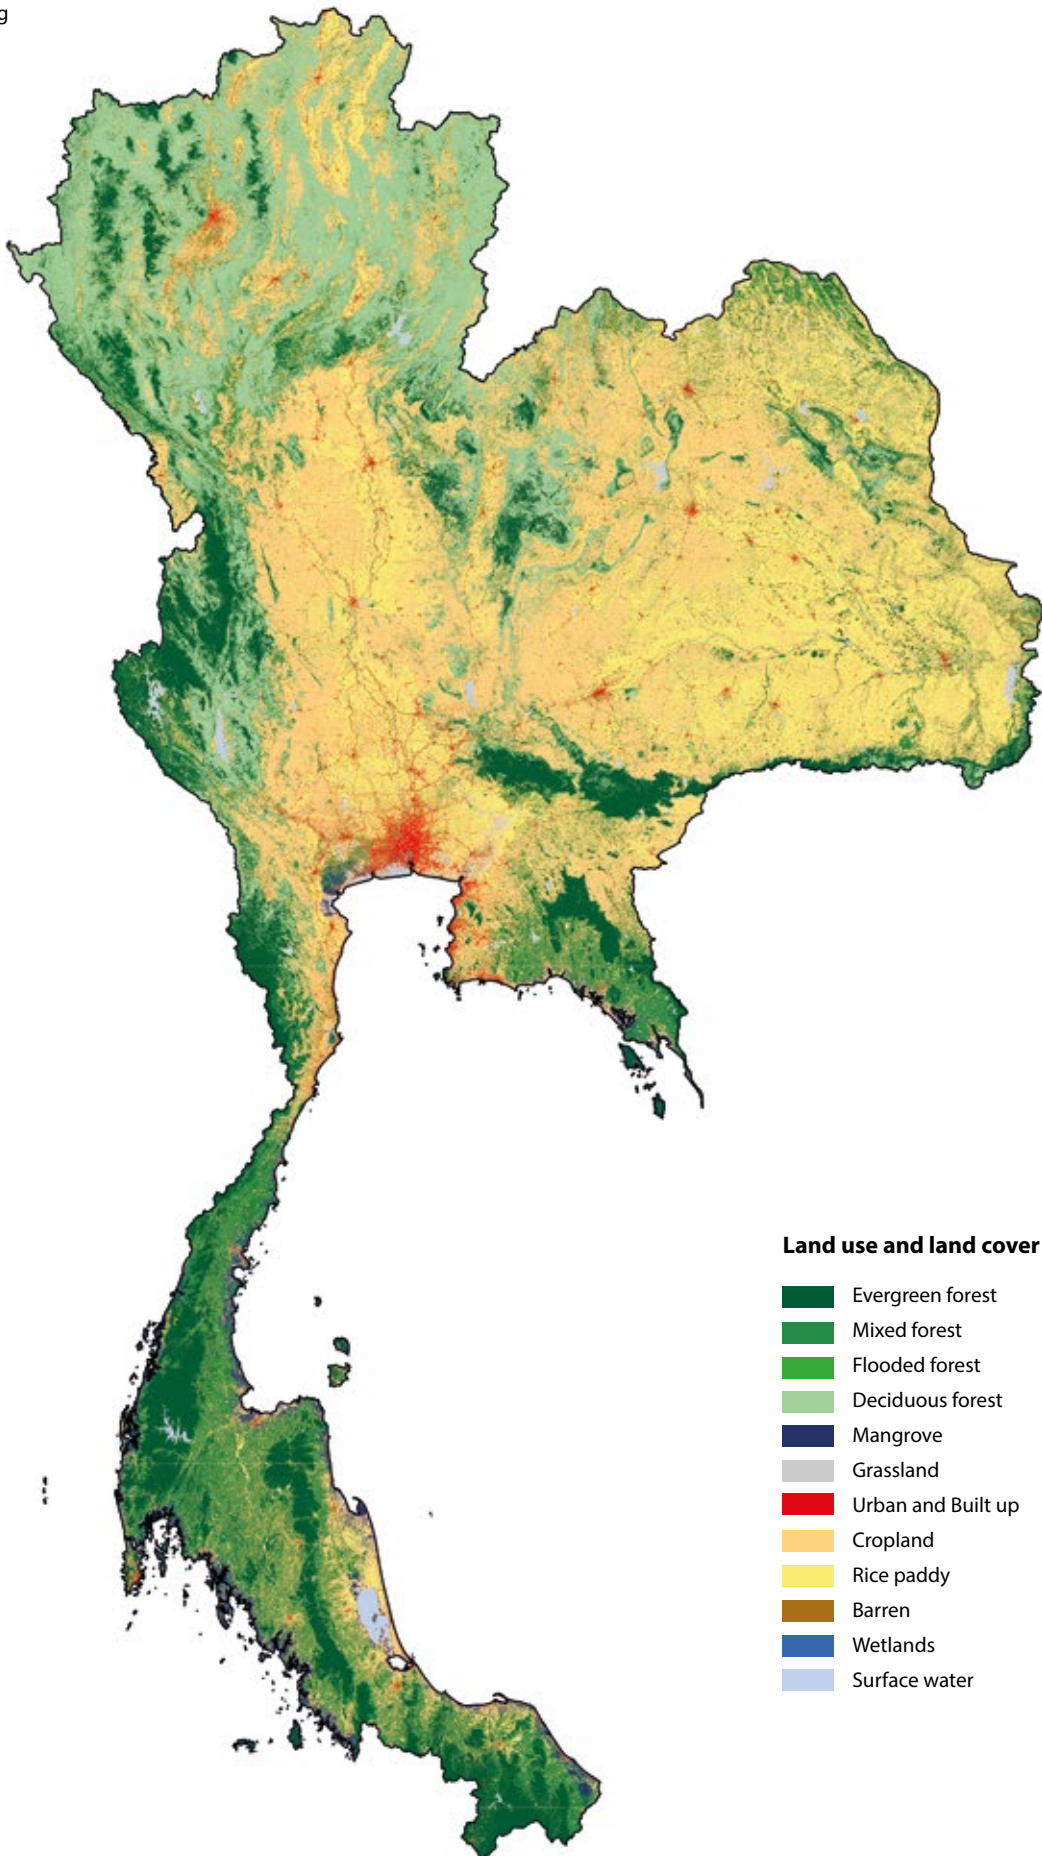 g
Land use and land cover
Evergreen forest
Mixed forest
Flooded forest
Deciduous forest
Mangrove
Grassland
Urban and Built up
Cropland
Rice paddy
Barren
Wetlands
Surface water